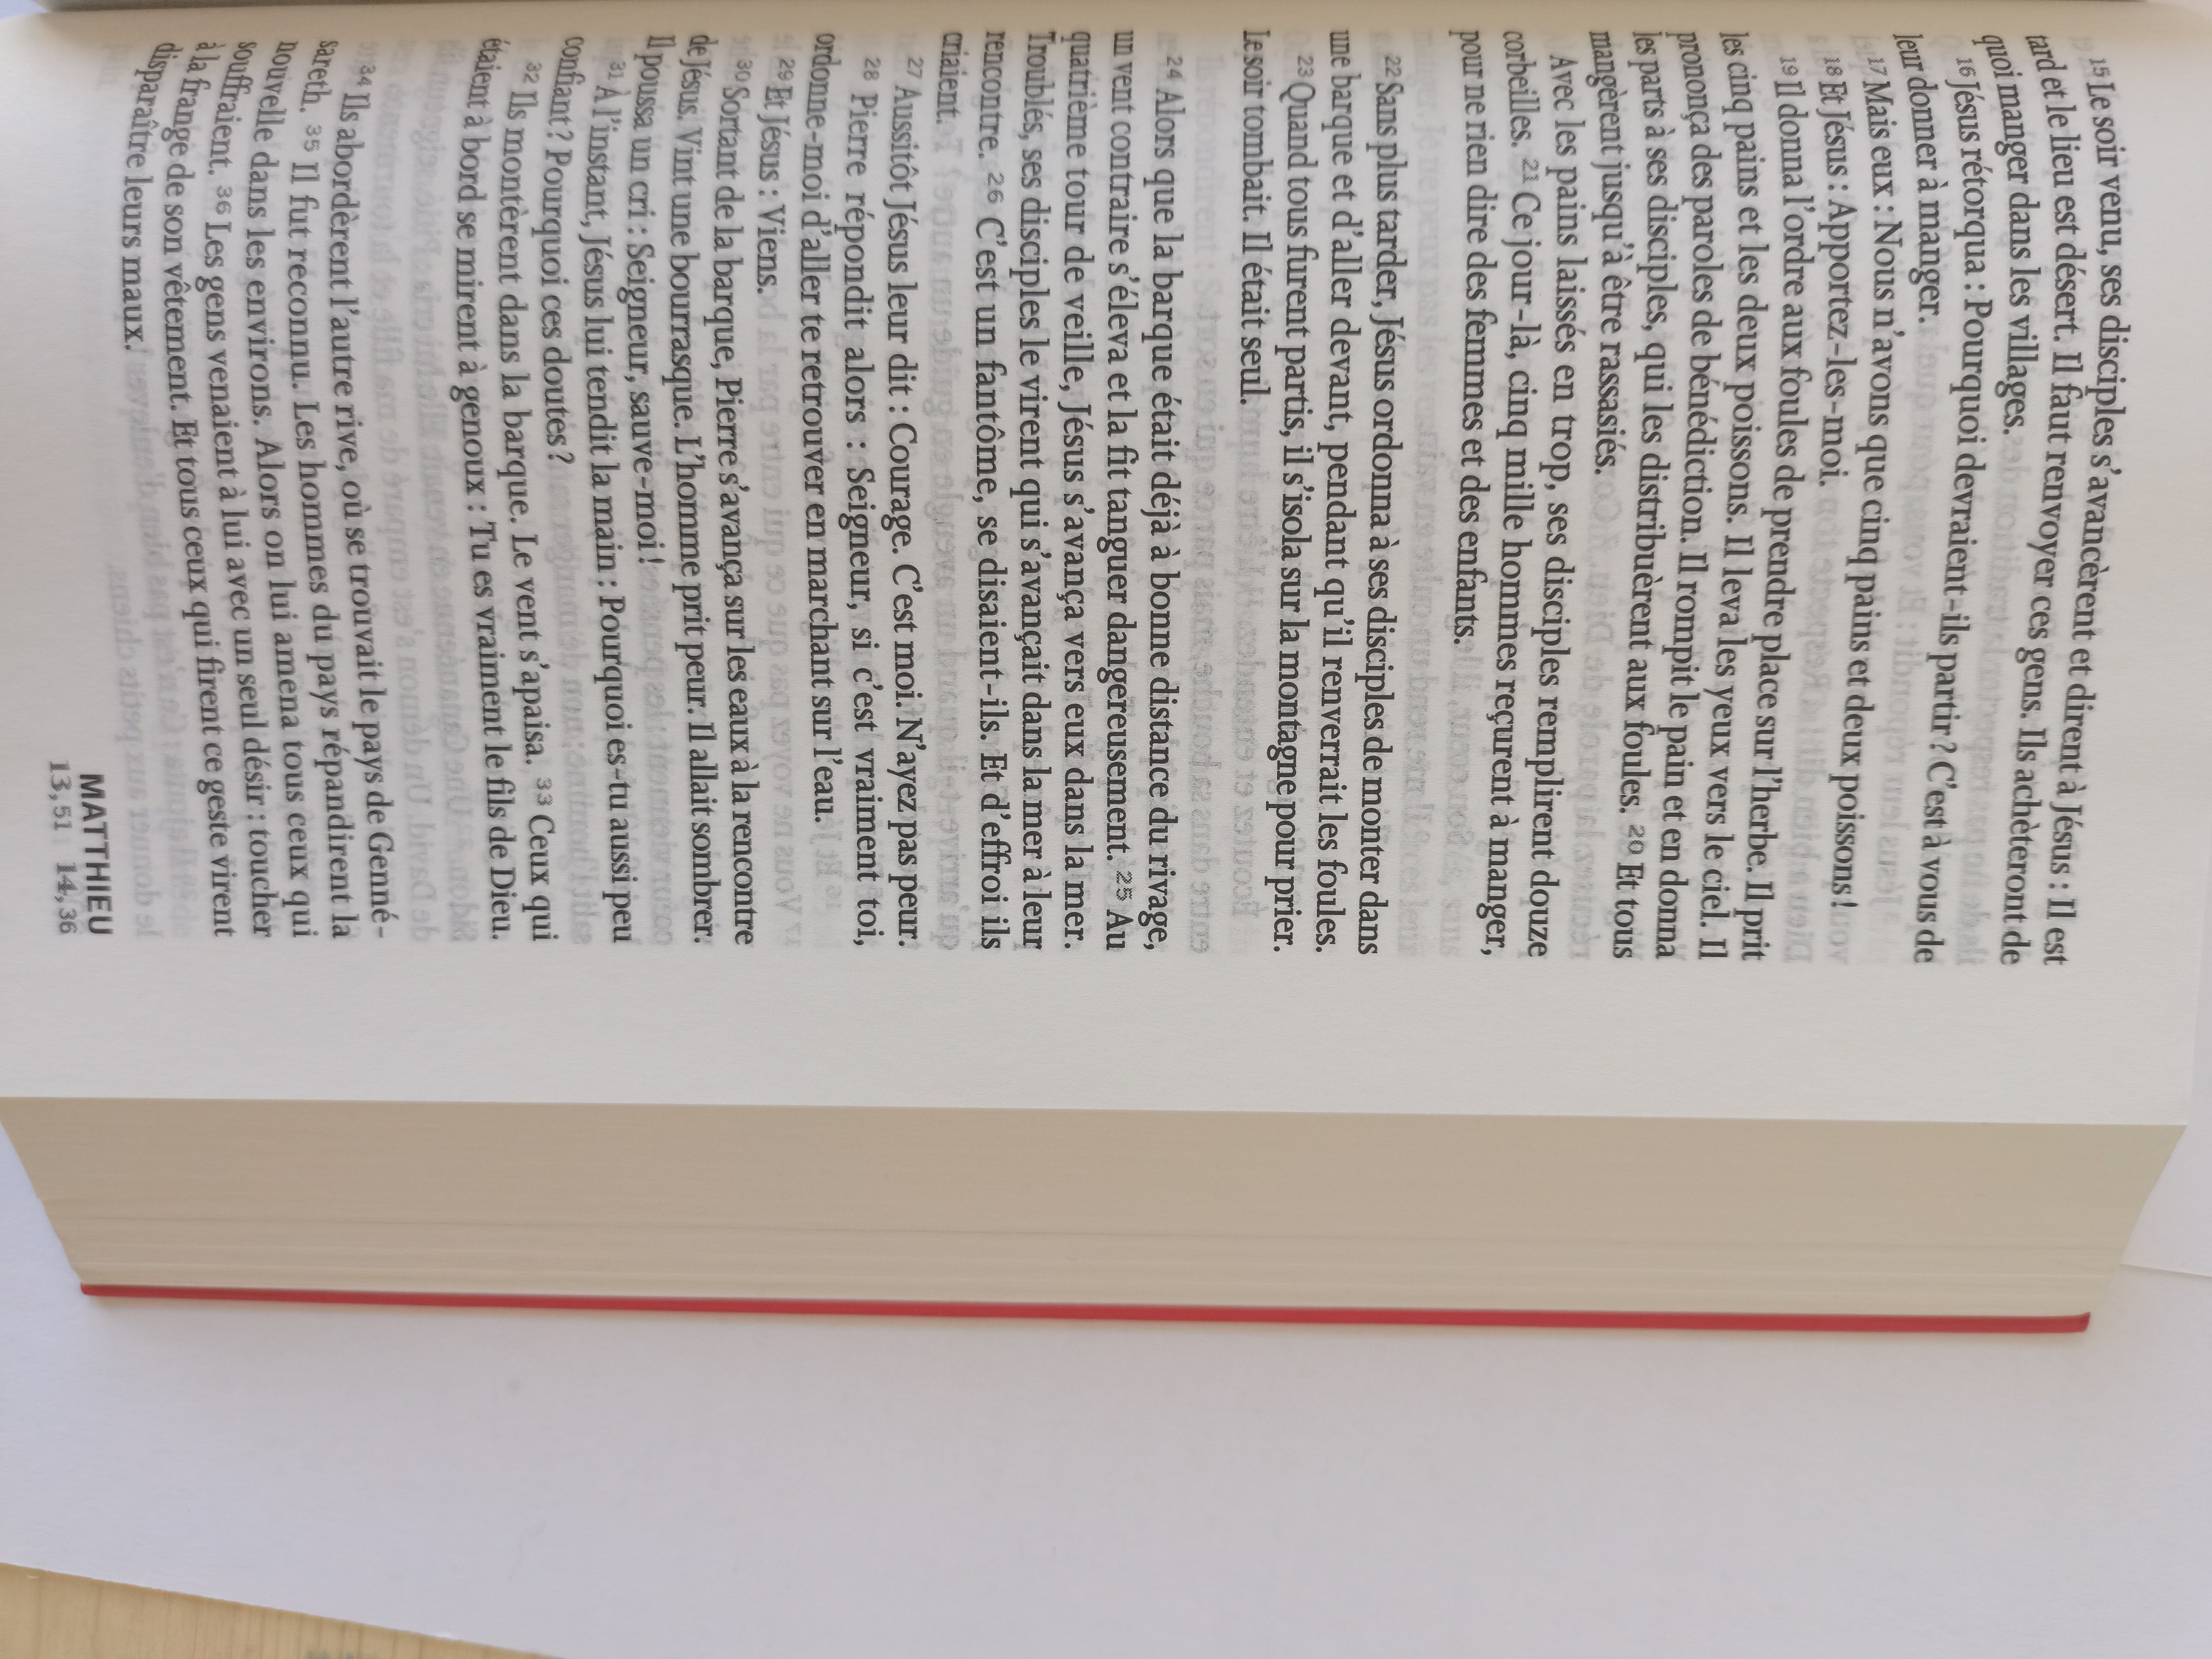 15 Le soir venu, ses disciples s'avancèrent et dirent à Jésus : Il est
tard et le lieu est désert. Il faut renvoyer ces gens. Ils achèteront de
quoi manger dans les villages.
16 Jésus rétorqua : Pourquoi devraient-ils partir ? C'est à vous de
leur donner à manger.
17 Mais eux : Nous n'avons que cinq pains et deux poissons !
18 Et Jésus : Apportez-les-moi.
19 Il donna l'ordre aux foules de prendre place sur l'herbe. Il prit
les cinq pains et les deux poissons. Il leva les yeux vers le ciel. Il
prononça des paroles de bénédiction. Il rompit le pain et en donna
les parts à ses disciples, qui les distribuèrent aux foules. 20 Et tous
mangèrent jusqu'à être rassasiés.
Avec les pains laissés en trop, ses disciples remplirent douze
corbeilles. 21 Ce jour-là, cinq mille hommes reçurent à manger,
pour ne rien dire des femmes et des enfants.
22 Sans plus tarder, Jésus ordonna à ses disciples de monter dans
une barque et d'aller devant, pendant qu'il renverrait les foules.
23 Quand tous furent partis, il s'isola sur la montagne pour prier.
Le soir tombait. Il était seul.
24 Alors que la barque était déjà à bonne distance du rivage,
un vent contraire s'éleva et la fit tanguer dangereusement. 25 Au
quatrième tour de veille, Jésus s'avança vers eux dans la mer.
Troublés, ses disciples le virent qui s'avançait dans la mer à leur
rencontre. 26 C'est un fantôme, se disaient-ils. Et d'effroi ils
criaient.
27 Aussitôt Jésus leur dit : Courage. C'est moi. N'ayez pas peur.
28 Pierre répondit alors : Seigneur, si c'est vraiment toi,
ordonne-moi d'aller te retrouver en marchant sur l'eau.
29 Et Jésus : Viens.
30 Sortant de la barque, Pierre s'avança sur les eaux à la rencontre
de Jésus. Vint une bourrasque. L'homme prit peur. Il allait sombrer.
Il poussa un cri : Seigneur, sauve-moi !
31 À l'instant, Jésus lui tendit la main : Pourquoi es-tu aussi peu
confiant ? Pourquoi ces doutes ?
32 Ils montèrent dans la barque. Le vent s'apaisa. 33 Ceux qui
étaient à bord se mirent à genoux : Tu es vraiment le fils de Dieu.
34 Ils abordèrent l'autre rive, où se trouvait le pays de Genné-
sareth. 35 Il fut reconnu. Les hommes du pays répandirent la
nouvelle dans les environs. Alors on lui amena tous ceux qui
souffraient. 36 Les gens venaient à lui avec un seul désir : toucher
à la frange de son vêtement. Et tous ceux qui firent ce geste virent
disparaître leurs maux.
MATTHIEU
13,51 14,36